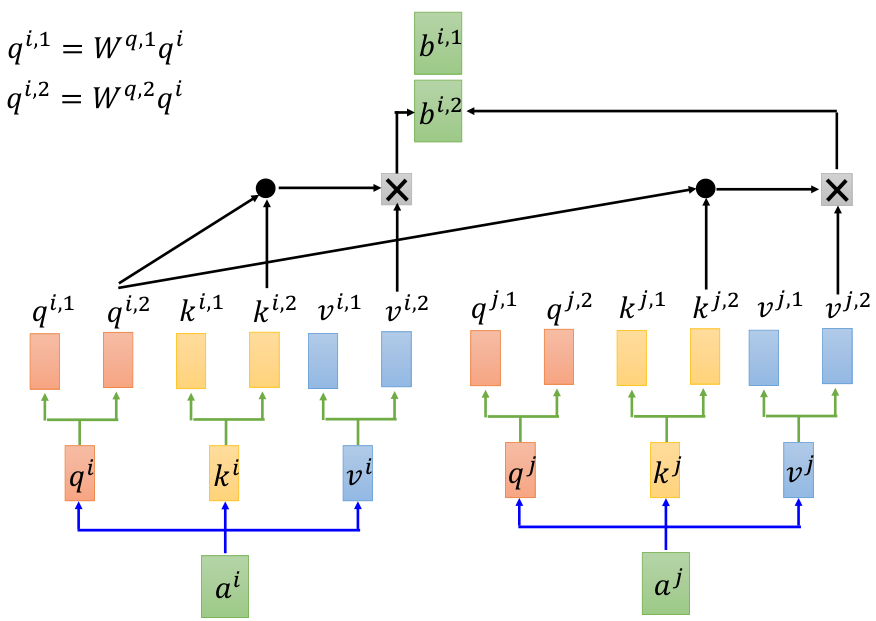 q^{i,1} = W^{q,1}q^i
q^{i,2} = W^{q,2}q^i
b^{i,1}
b^{i,2}
q^{i,1} q^{i,2} k^{i,1} k^{i,2} v^{i,1} v^{i,2} q^{j,1} q^{j,2} k^{j,1} k^{j,2} v^{j,1} v^{j,2}
q^i k^i v^i q^j k^j v^j
a^i a^j